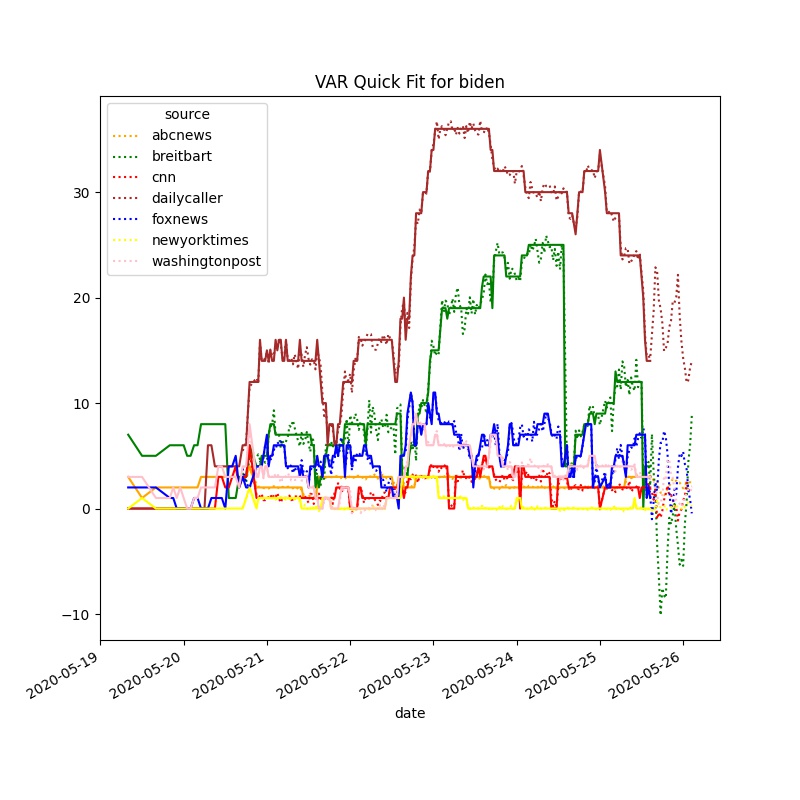 VAR Quick Fit for biden
source
abcnews
breitbart
cnn
dailycaller
foxnews
newyorktimes
washingtonpost
30
20
10
0
−10
2020-05-19
2020-05-20
2020-05-21
2020-05-22
2020-05-23
2020-05-24
2020-05-25
2020-05-26
date